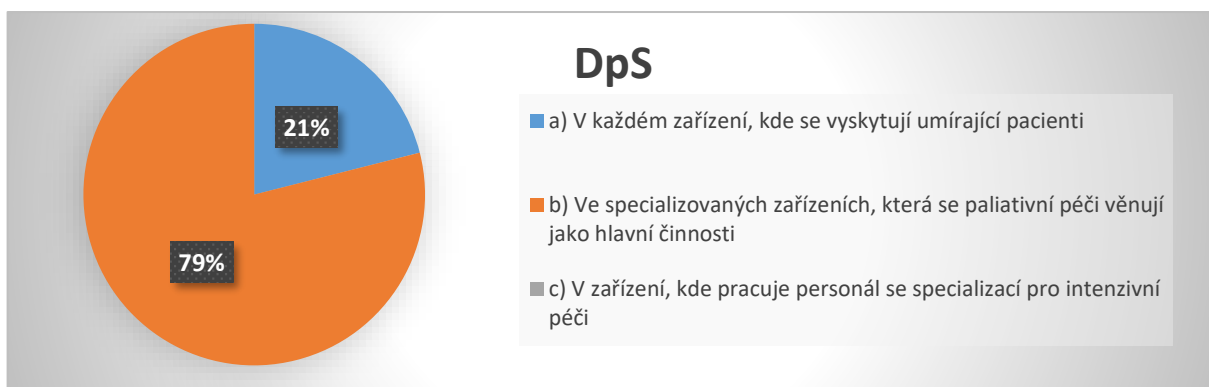 DpS
21%
a) V každém zařízení, kde se vyskytují umírající pacienti
b) Ve specializovaných zařízeních, která se paliativní péči věnují
jako hlavní činnosti
79%
c) V zařízení, kde pracuje personál se specializací pro intenzivní
péči